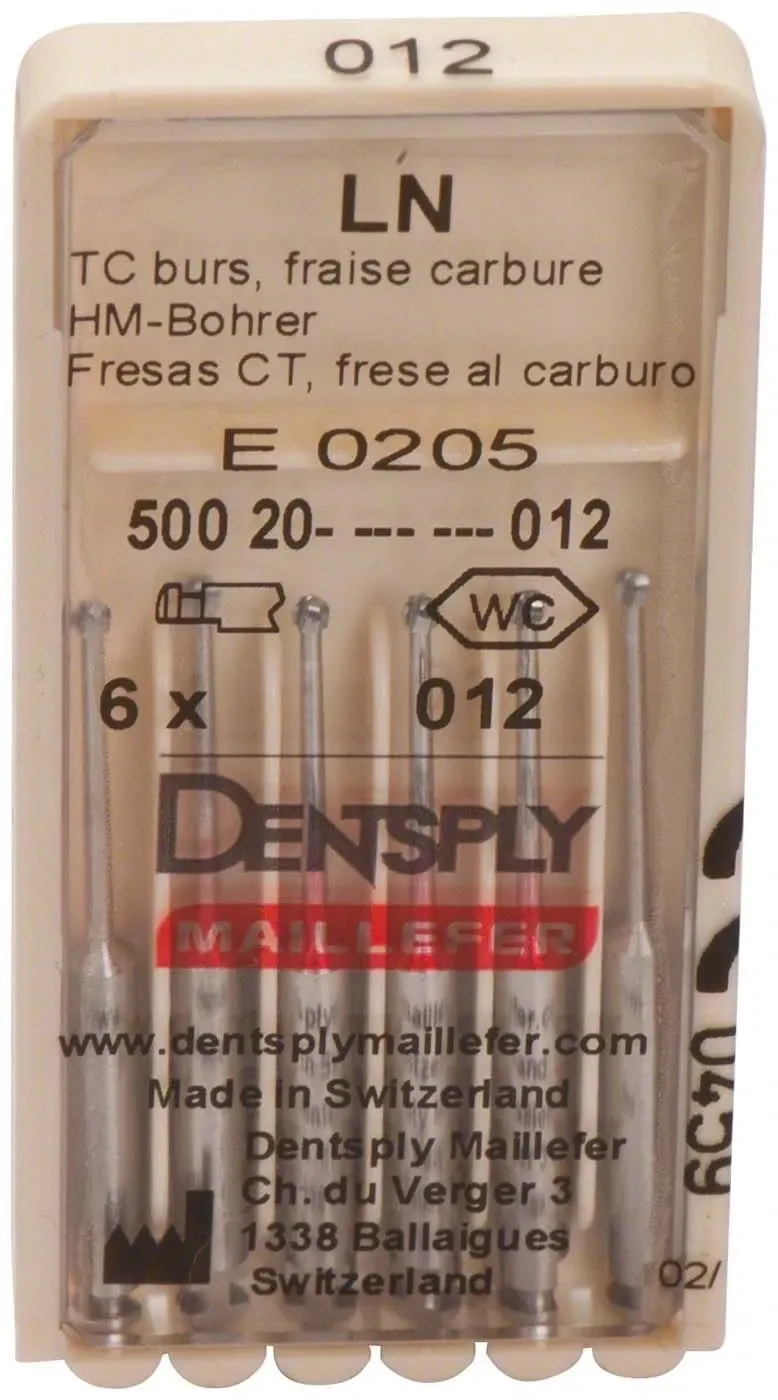 012
LN
TC burs, fraise carbure
HM-Bohrer
Fresas CT, frese al carburo
E 0205
500 20- --- --- 012
WC
6 x 012
DENTSPLY
MAILLEFER
www.dentsplymaillefer.com
Made in Switzerland
Dentsply Maillefer
Ch. du Verger 3
1338 Ballaigues
Switzerland
02/
0459